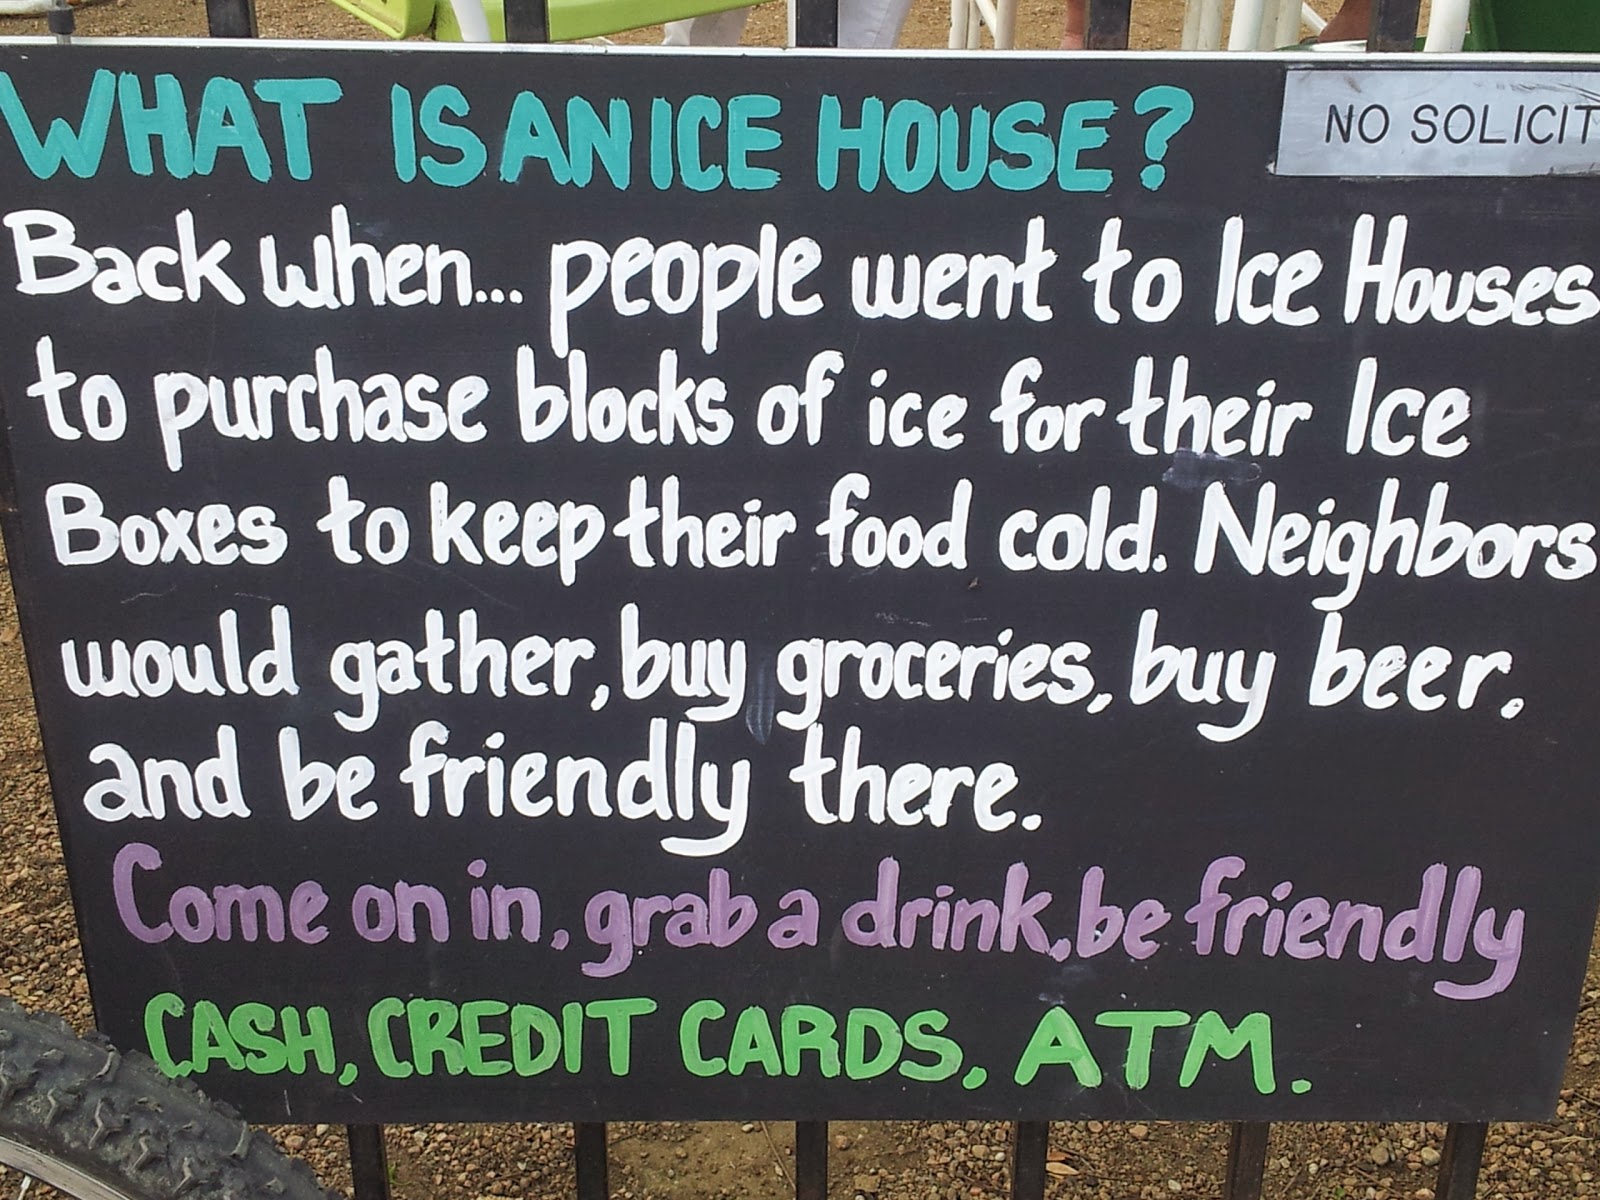 WHAT IS AN ICE HOUSE?
NO SOLICIT
Back when... people went to Ice Houses
to purchase blocks of ice for their Ice
Boxes to keep their food cold. Neighbors
would gather, buy groceries, buy beer,
and be friendly there.
Come on in, grab a drink, be friendly
CASH, CREDIT CARDS, ATM.